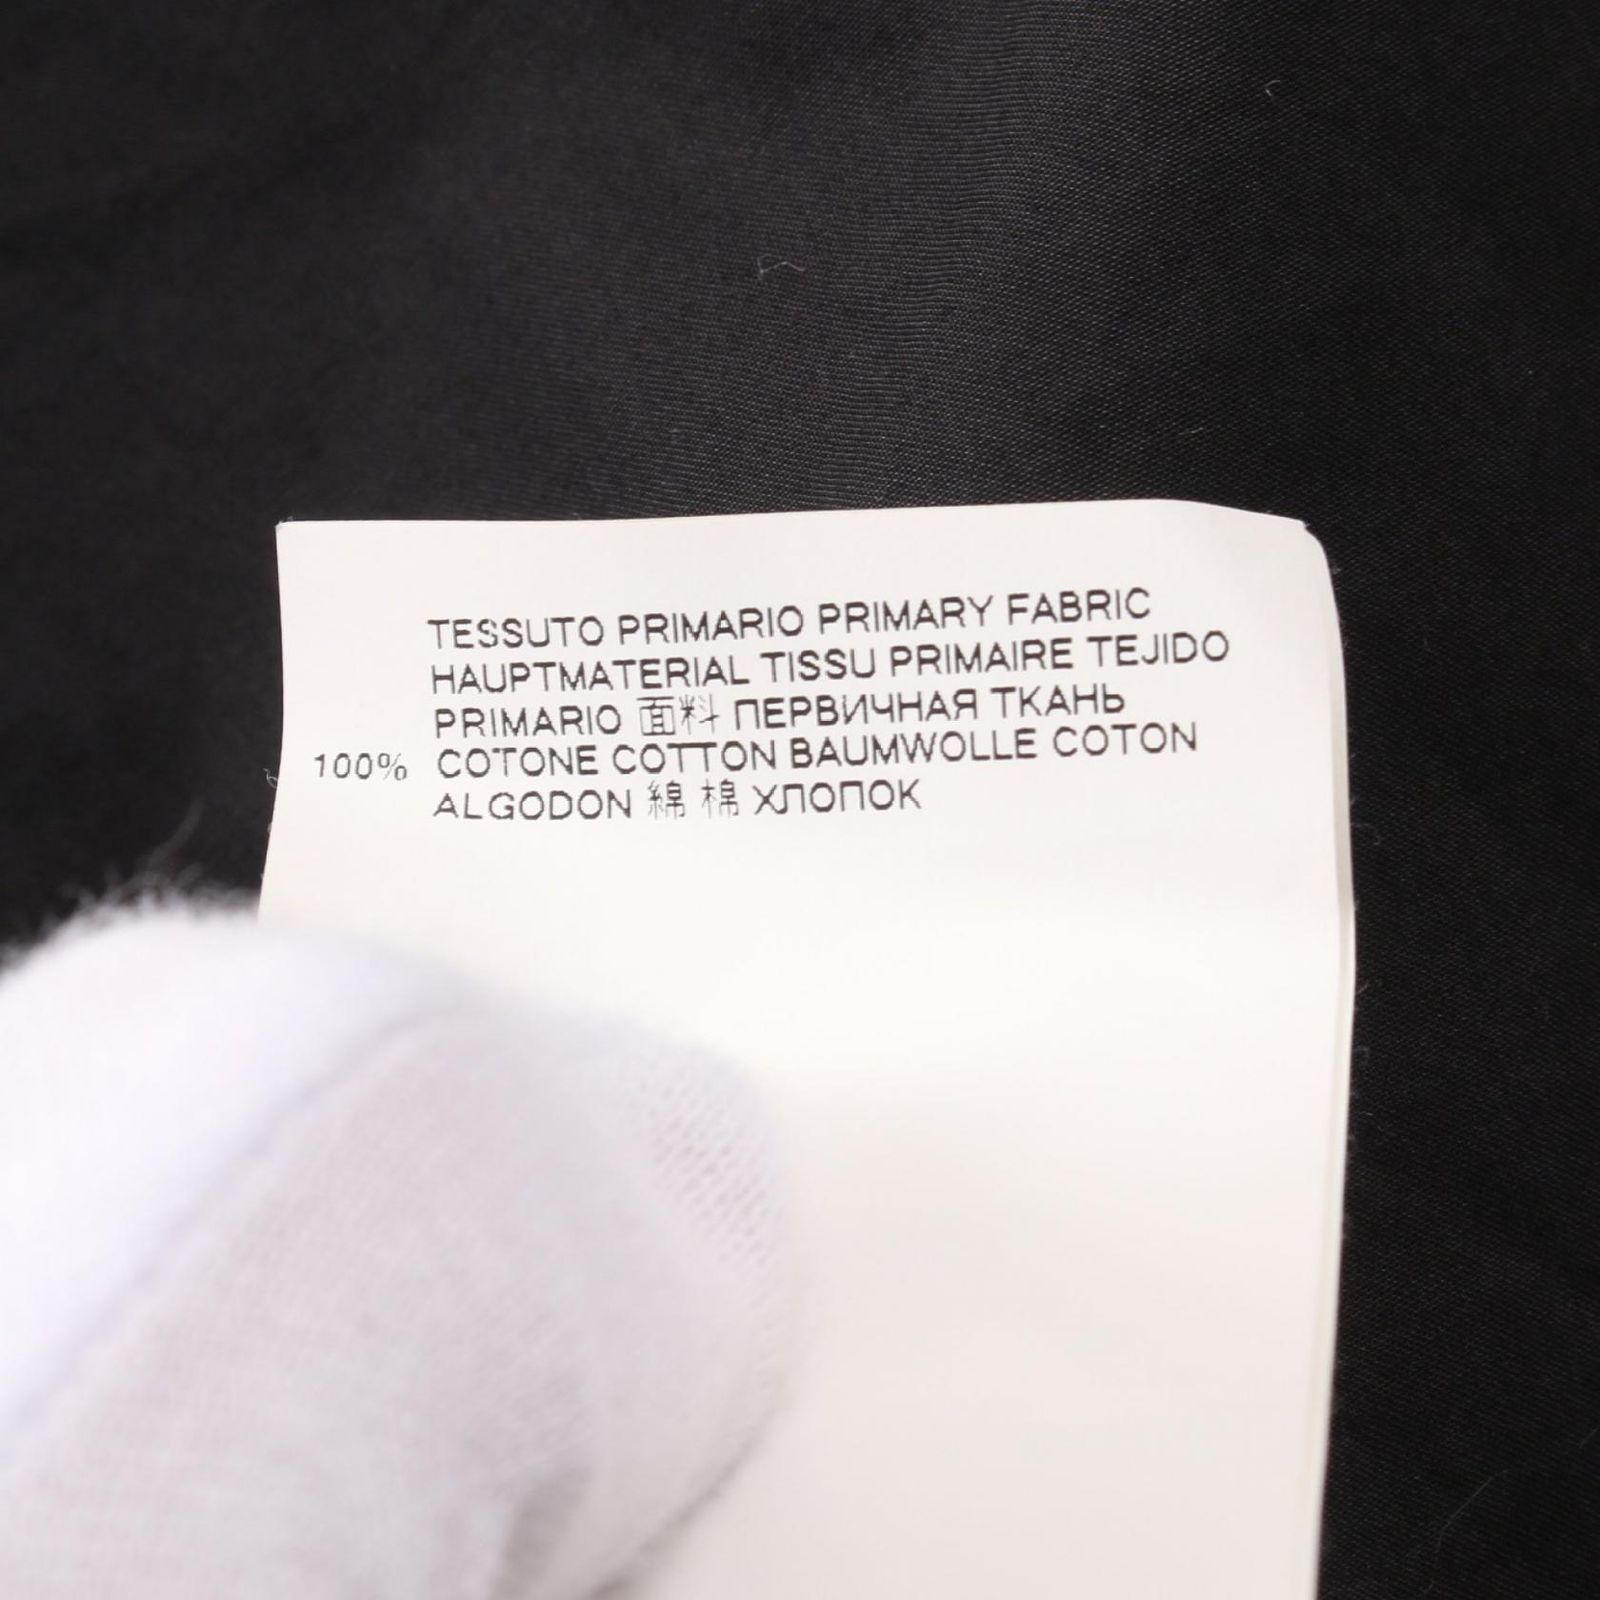 TESSUTO PRIMARIO PRIMARY FABRIC
HAUPTMATERIAL TISSU PRIMAIRE TEJIDO
PRIMARIO 面料 ПЕРВИЧНАЯ ТКАНЬ
100% COTONE COTTON BAUMWOLLE COTON
ALGODON 綿 棉 ХЛОПОК